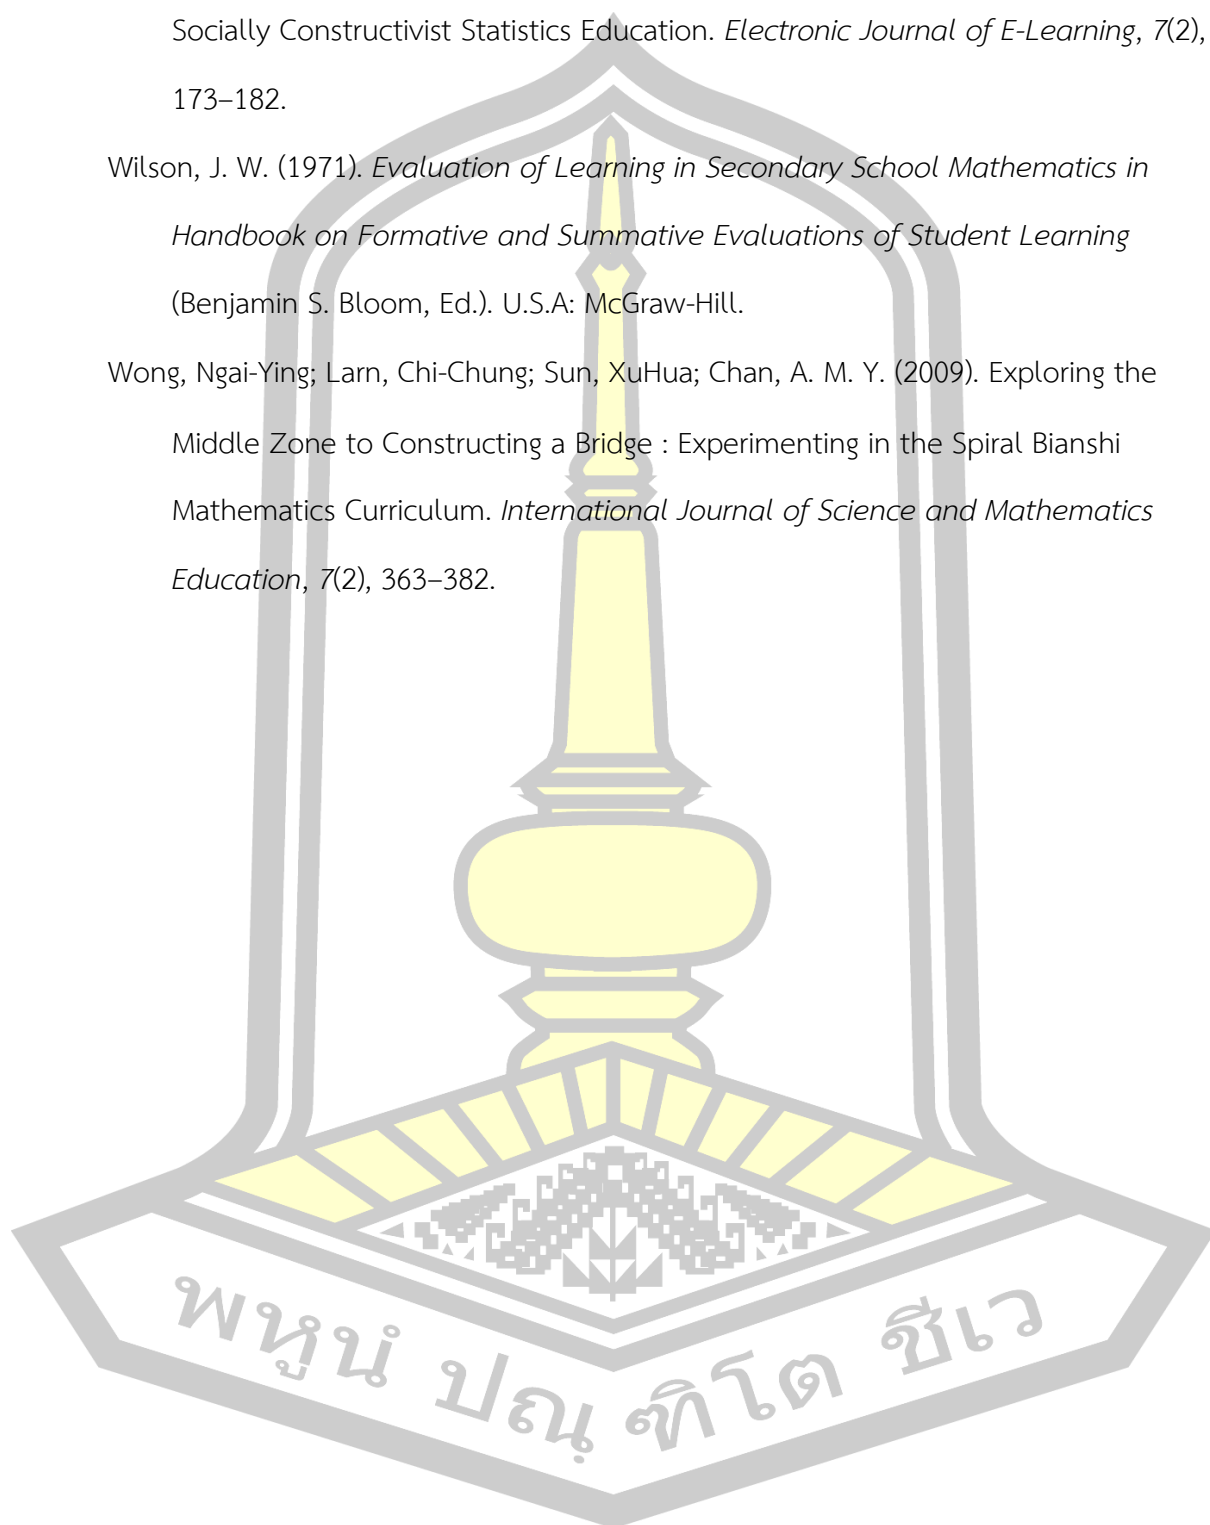 Socially Constructivist Statistics Education. Electronic Journal of E-Learning, 7(2),
173–182.
Wilson, J. W. (1971). Evaluation of Learning in Secondary School Mathematics in
Handbook on Formative and Summative Evaluations of Student Learning
(Benjamin S. Bloom, Ed.). U.S.A: McGraw-Hill.
Wong, Ngai-Ying; Larn, Chi-Chung; Sun, XuHua; Chan, A. M. Y. (2009). Exploring the
Middle Zone to Constructing a Bridge : Experimenting in the Spiral Bianshi
Mathematics Curriculum. International Journal of Science and Mathematics
Education, 7(2), 363–382.
พหูนํ ปณฺฑิโต ชีเว